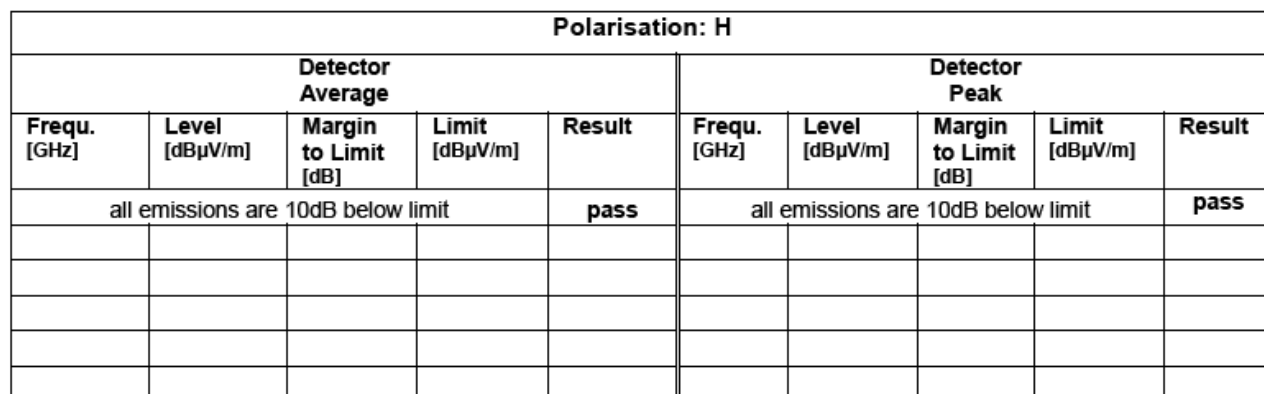 Polarisation: H
Detector
Average
Detector
Peak
Frequ.
[GHz]
Level
[dBµV/m]
Margin
to Limit
[dB]
Limit
[dBµV/m]
Result
Frequ.
[GHz]
Level
[dBµV/m]
Margin
to Limit
[dB]
Limit
[dBµV/m]
Result
all emissions are 10dB below limit
pass
all emissions are 10dB below limit
pass